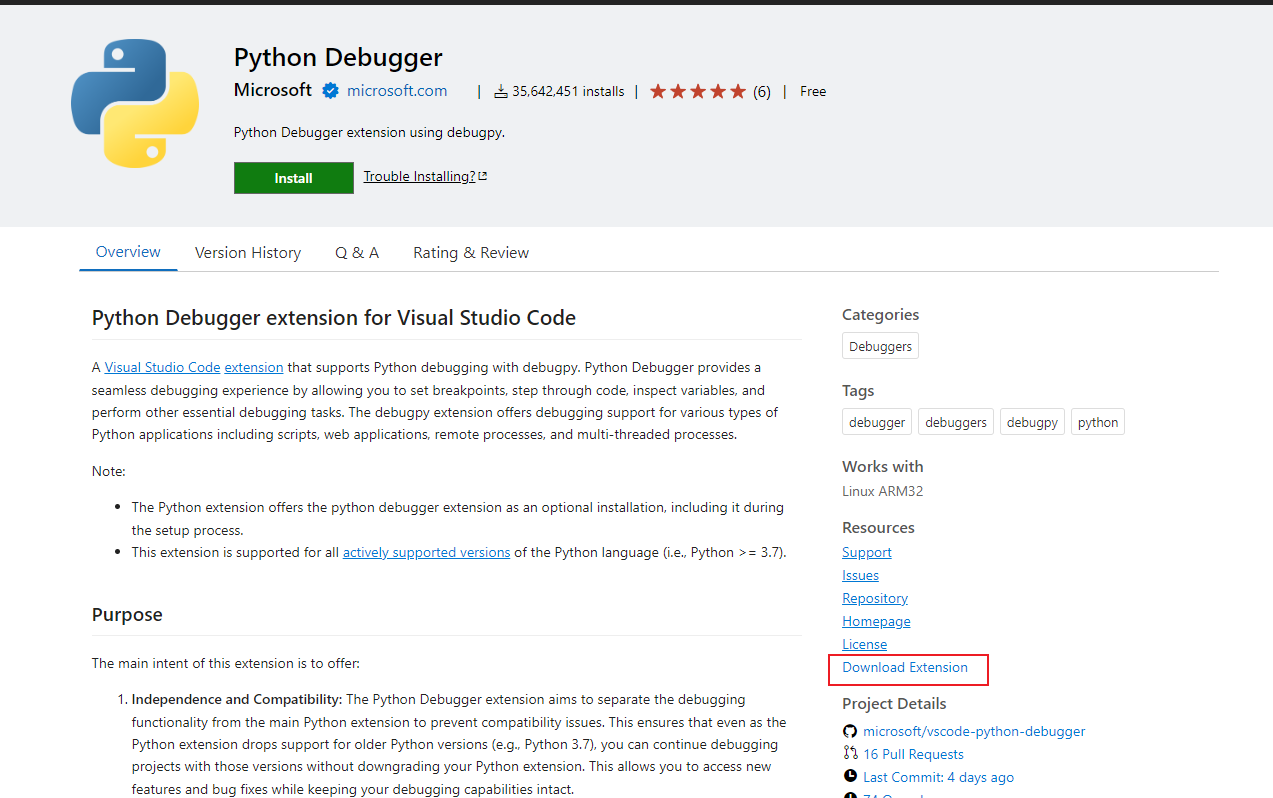 Python Debugger
Microsoft microsoft.com | 35,642,451 installs | (6) | Free
Python Debugger extension using debugpy.
Install Trouble Installing?
Overview Version History Q & A Rating & Review
Python Debugger extension for Visual Studio Code
A Visual Studio Code extension that supports Python debugging with debugpy. Python Debugger provides a
seamless debugging experience by allowing you to set breakpoints, step through code, inspect variables, and
perform other essential debugging tasks. The debugpy extension offers debugging support for various types of
Python applications including scripts, web applications, remote processes, and multi-threaded processes.
Note:
• The Python extension offers the python debugger extension as an optional installation, including it during
the setup process.
• This extension is supported for all actively supported versions of the Python language (i.e., Python >= 3.7).
Purpose
The main intent of this extension is to offer:
1. Independence and Compatibility: The Python Debugger extension aims to separate the debugging
functionality from the main Python extension to prevent compatibility issues. This ensures that even as the
Python extension drops support for older Python versions (e.g., Python 3.7), you can continue debugging
projects with those versions without downgrading your Python extension. This allows you to access new
features and bug fixes while keeping your debugging capabilities intact.
Categories
Debuggers
Tags
debugger debuggers debugpy python
Works with
Linux ARM32
Resources
Support
Issues
Repository
Homepage
License
Download Extension
Project Details
microsoft/vscode-python-debugger
16 Pull Requests
Last Commit: 4 days ago